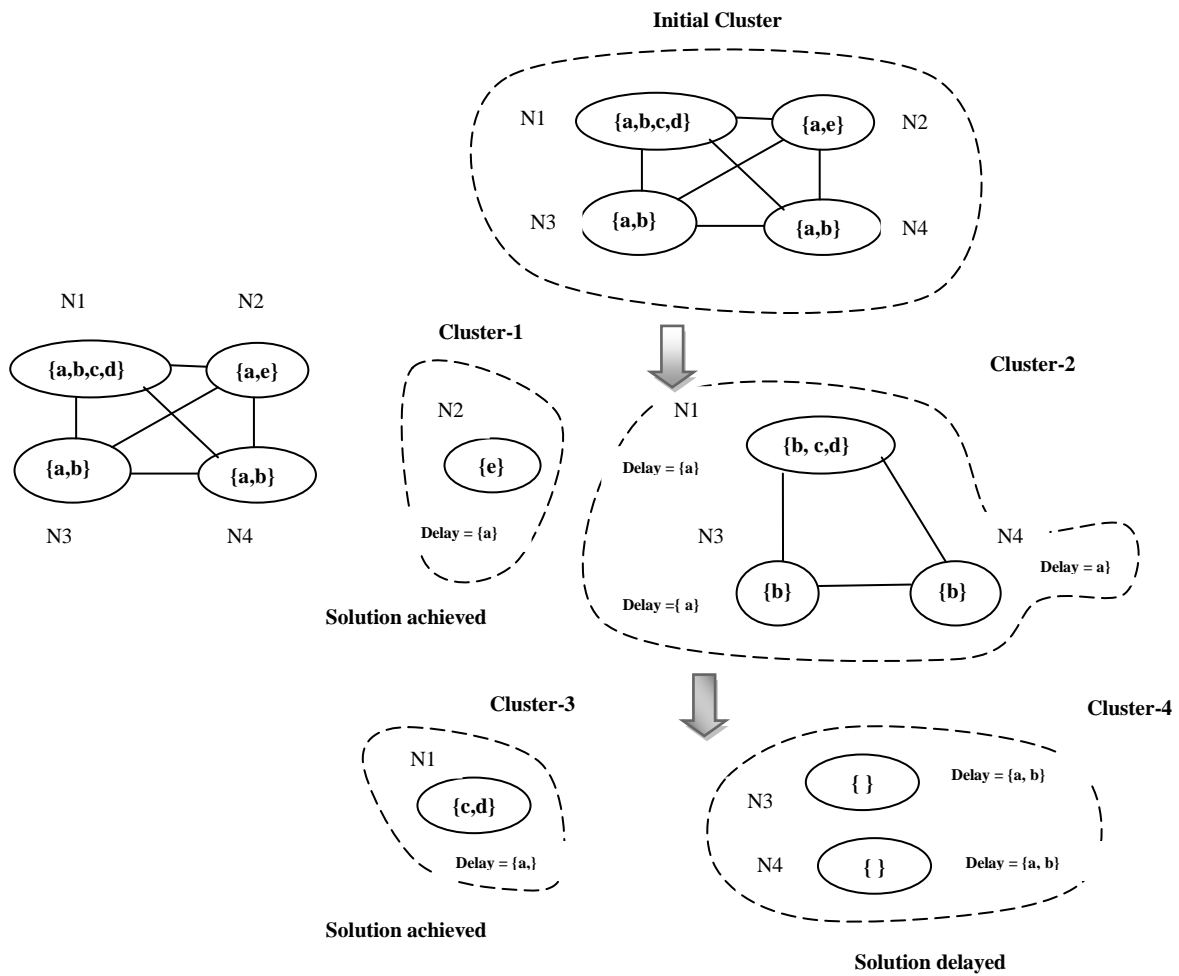 Initial Cluster
N1
{a,b,c,d}
{a,e}
N2
N3
{a,b}
{a,b}
N4
N1
N2
{a,b,c,d}
{a,e}
{a,b}
{a,b}
N3
N4
Cluster-1
N2
{e}
Delay = {a}
Solution achieved
Cluster-2
N1
{b, c,d}
Delay = {a}
N3
N4
{b}
{b}
Delay ={ a}
Delay = a}
Cluster-3
N1
{c,d}
Delay = {a,}
Solution achieved
Cluster-4
N3
{ }
Delay = {a, b}
N4
{ }
Delay = {a, b}
Solution delayed